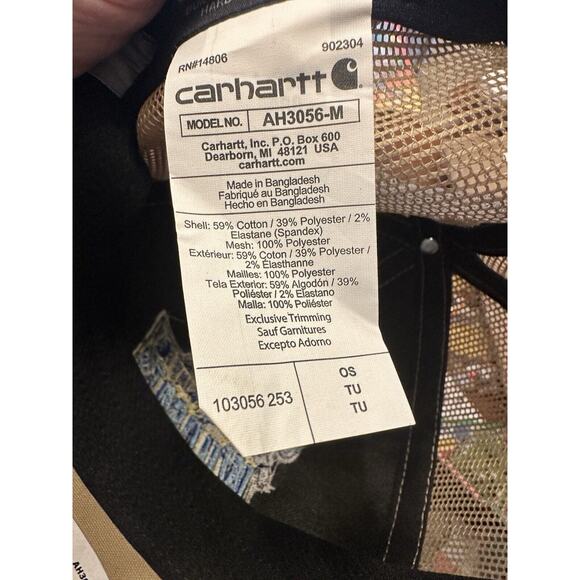 HARD
RN#14806 902304
carhartt
MODEL NO. AH3056-M
Carhartt, Inc. P.O. Box 600
Dearborn, MI 48121 USA
carhartt.com
Made in Bangladesh
Fabriqué au Bangladesh
Hecho en Bangladesh
Shell: 59% Cotton / 39% Polyester / 2%
Elastane (Spandex)
Mesh: 100% Polyester
Extérieur: 59% Coton / 39% Polyester /
2% Élasthanne
Mailles: 100% Polyester
Tela Exterior: 59% Algodón / 39%
Poliéster / 2% Elastano
Malla: 100% Poliéster
Exclusive Trimming
Sauf Garnitures
Excepto Adorno
103056 253
OS
TU
TU